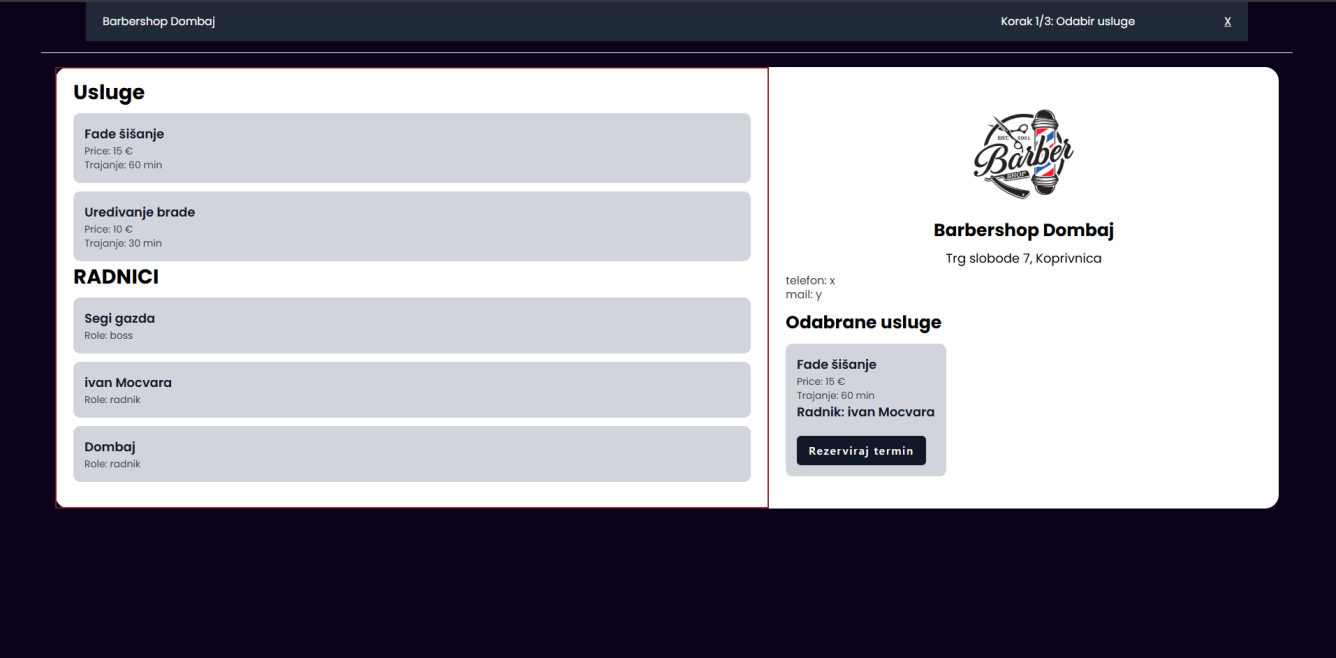 Barbershop Dombaj
Korak 1/3: Odabir usluge
X
Usluge
Fade šišanje
Price: 15 €
Trajanje: 60 min
Uredivanje brade
Price: 10 €
Trajanje: 30 min
RADNICI
Segi gazda
Role: boss
ivan Mocvara
Role: radnik
Dombaj
Role: radnik
EST. 2021
Barber
SHOP
Barbershop Dombaj
Trg slobode 7, Koprivnica
telefon: x
mail: y
Odabrane usluge
Fade šišanje
Price: 15 €
Trajanje: 60 min
Radnik: ivan Mocvara
Rezerviraj termin